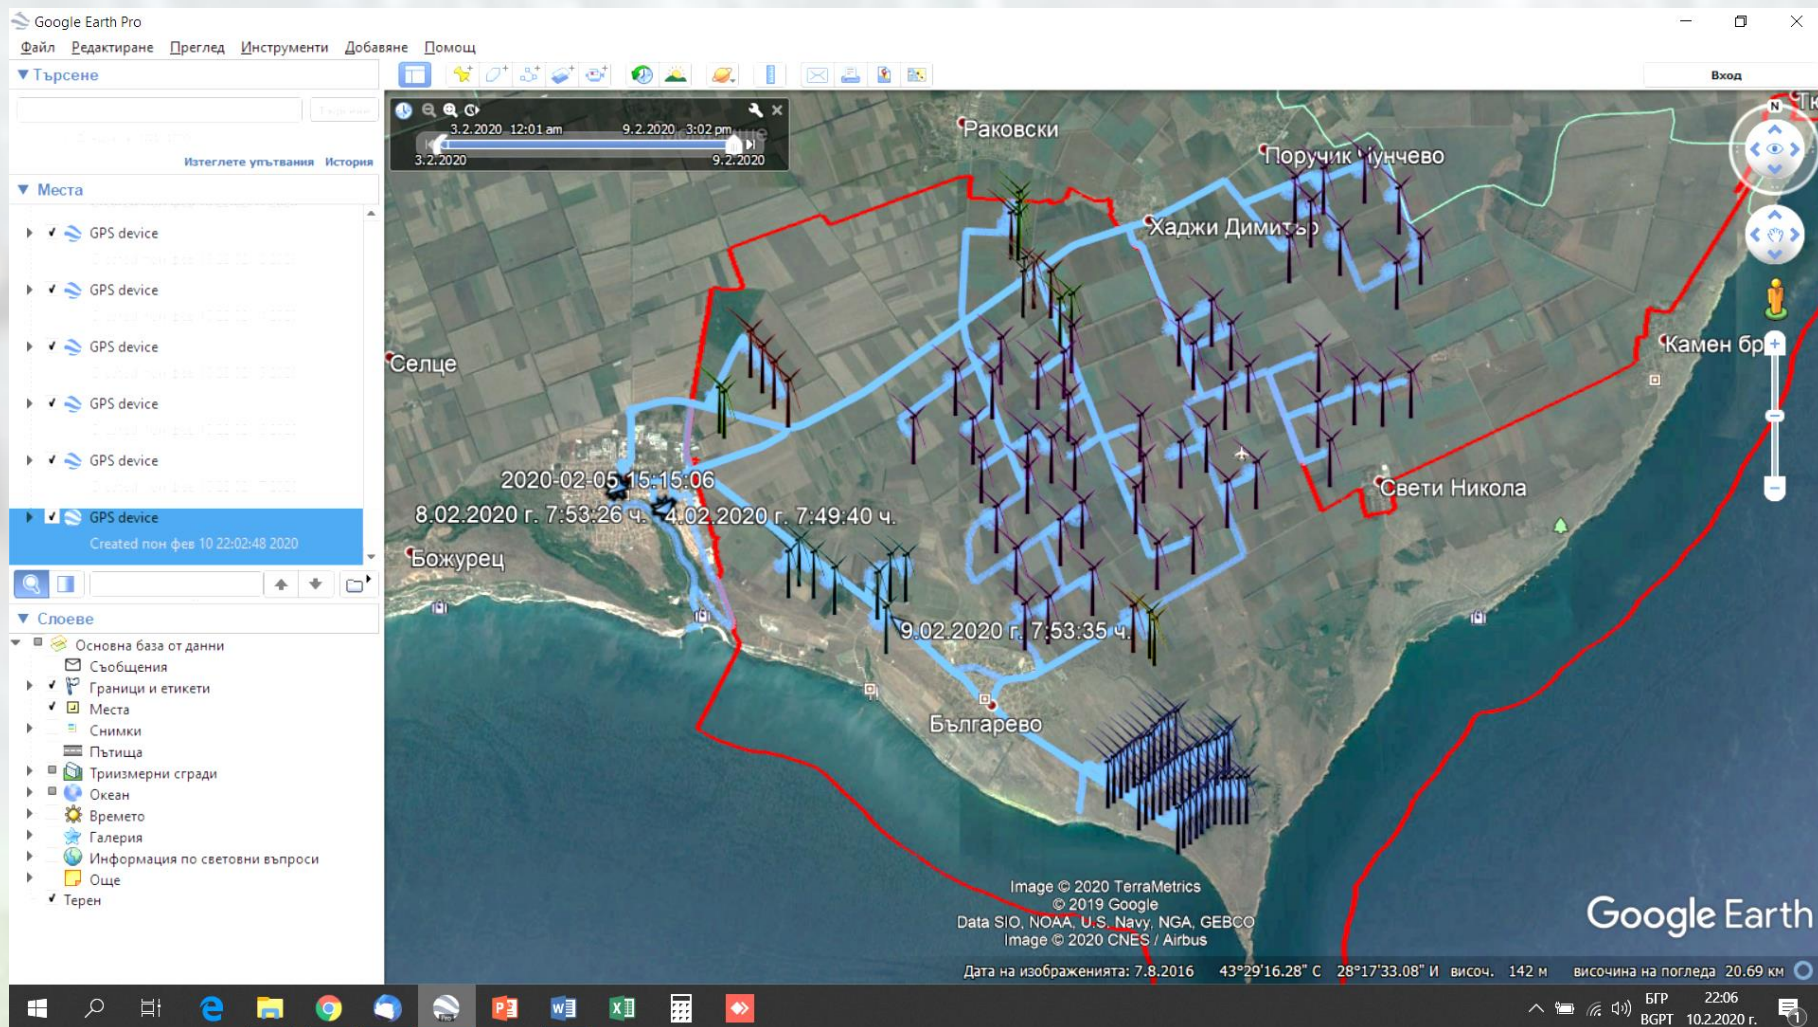 Google Earth Pro
Файл Редактиране Преглед Инструменти Добавяне Помощ
Търсене
Изтеглете упътвания История
Места
GPS device
GPS device
GPS device
GPS device
GPS device
GPS device
Created пон фев 10 22:02:48 2020
Слоеве
Основна база от данни
Съобщения
Граници и етикети
Места
Снимки
Пътища
Триизмерни сгради
Океан
Времето
Галерия
Информация по световни въпроси
Още
Терен
Вход
3.2.2020 12:01 am 9.2.2020 3:02 pm
3.2.2020 9.2.2020
N
Раковски
Поручик Чунчево
Хаджи Димитър
Селце
Камен бр
2020-02-05 15:15:06
Свети Никола
8.02.2020 г. 7:53:26 ч. 4.02.2020 г. 7:49:40 ч.
Божурец
9.02.2020 г. 7:53:35 ч.
Българево
Image © 2020 TerraMetrics
© 2019 Google
Data SIO, NOAA, U.S. Navy, NGA, GEBCO
Image © 2020 CNES / Airbus
Google Earth
Дата на изображенията: 7.8.2016 43°29'16.28" С 28°17'33.08" И височ. 142 м височина на погледа 20.69 км
БГР 22:06
BGPT 10.2.2020 г.
1